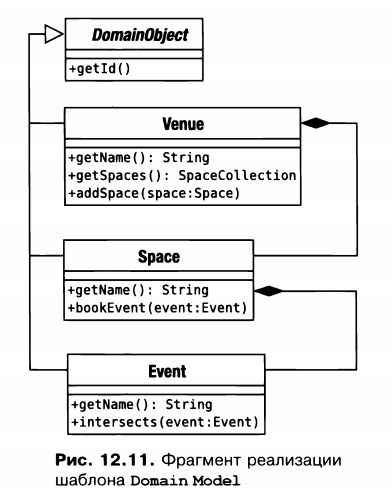 DomainObject
+getId()
Venue
+getName(): String
+getSpaces(): SpaceCollection
+addSpace(space:Space)
Space
+getName(): String
+bookEvent(event:Event)
Event
+getName(): String
+intersects(event:Event)
Рис. 12.11. Фрагмент реализации
шаблона Domain Model